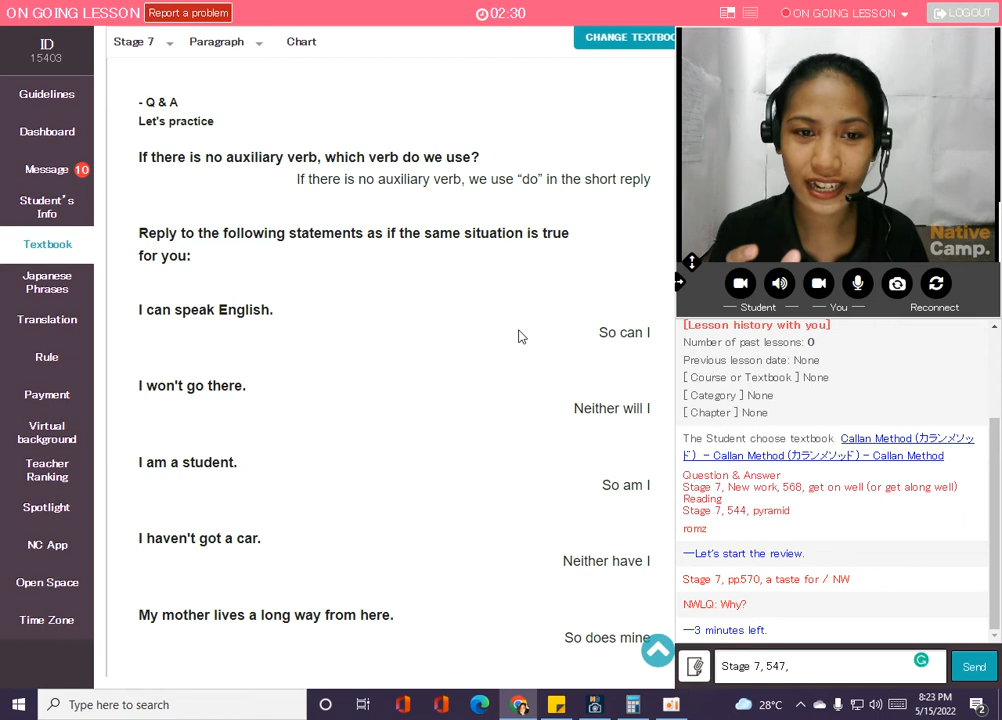 ON GOING LESSON Report a problem 02:30 ON GOING LESSON LOGOUT
ID
15403
Guidelines
Dashboard
Message 10
Student's
Info
Textbook
Japanese
Phrases
Translation
Rule
Payment
Virtual
background
Teacher
Ranking
Spotlight
NC App
Open Space
Time Zone
Stage 7 Paragraph Chart CHANGE TEXTBOO
- Q & A
Let's practice
If there is no auxiliary verb, which verb do we use?
If there is no auxiliary verb, we use “do” in the short reply
Reply to the following statements as if the same situation is true
for you:
I can speak English.
So can I
I won't go there.
Neither will I
I am a student.
So am I
I haven't got a car.
Neither have I
My mother lives a long way from here.
So does mine
Native
Camp.
Student You Reconnect
[Lesson history with you]
Number of past lessons: 0
Previous lesson date: None
[ Course or Textbook ] None
[ Category ] None
[ Chapter ] None
The Student choose textbook Callan Method (カランメソッ
ド) - Callan Method (カランメソッド) - Callan Method
Question & Answer
Stage 7, New work, 568, get on well (or get along well)
Reading
Stage 7, 544, pyramid
romz
—Let's start the review.
Stage 7, pp.570, a taste for / NW
NWLQ: Why?
—3 minutes left.
Stage 7, 547, Send
Type here to search 28°C 8:23 PM
5/15/2022 2